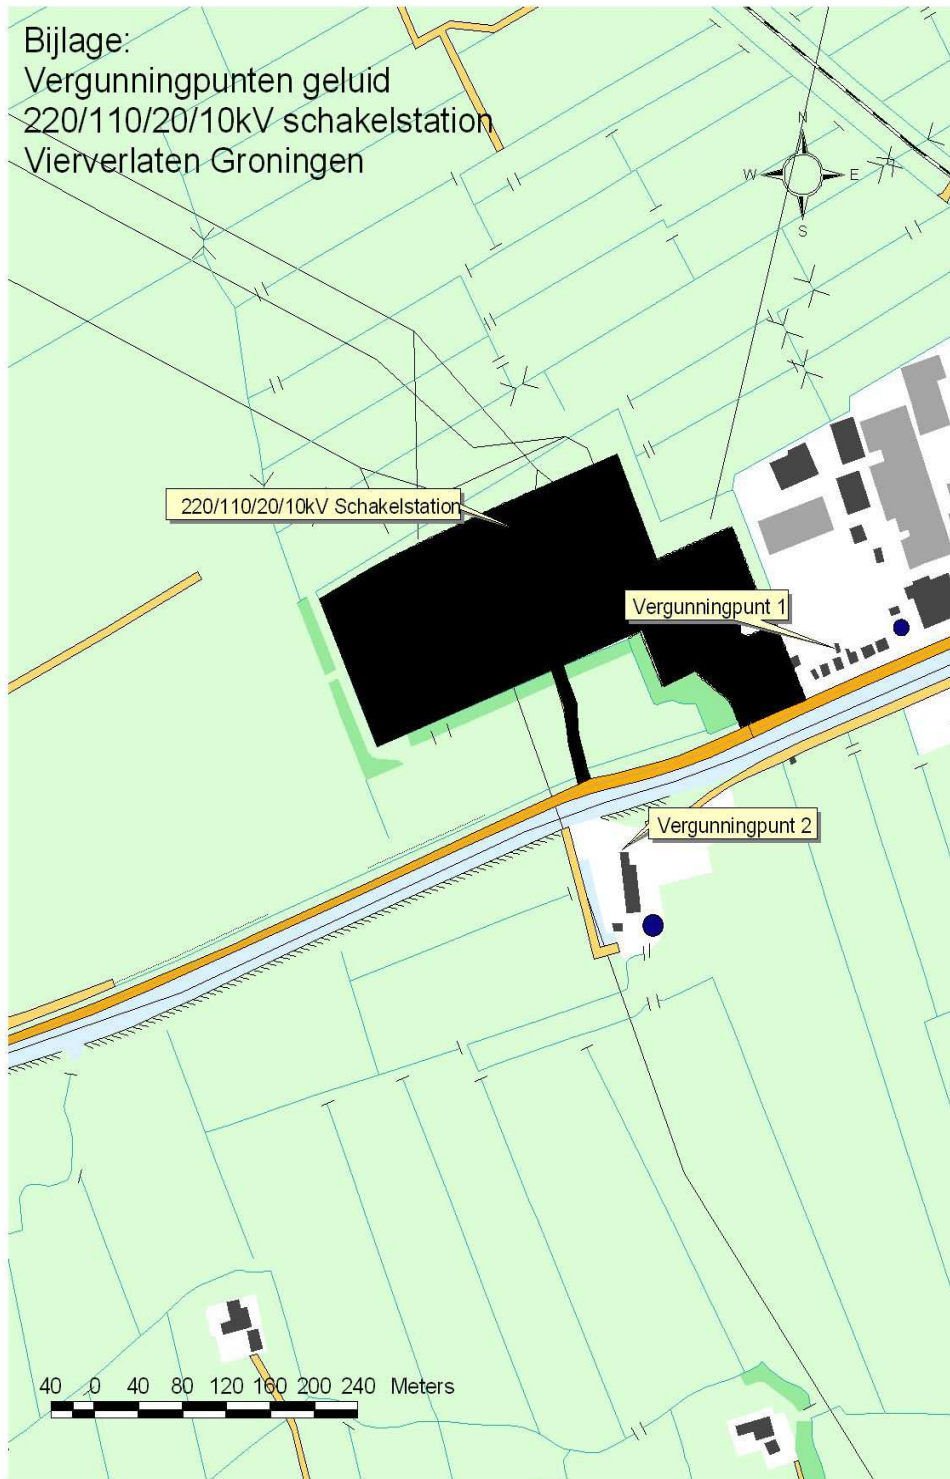 Bijlage:
Vergunningpunten geluid
220/110/20/10kV schakelstation
Vierverlaten Groningen
N
W E
S
220/110/20/10kV Schakelstation
Vergunningpunt 1
Vergunningpunt 2
40 0 40 80 120 160 200 240 Meters